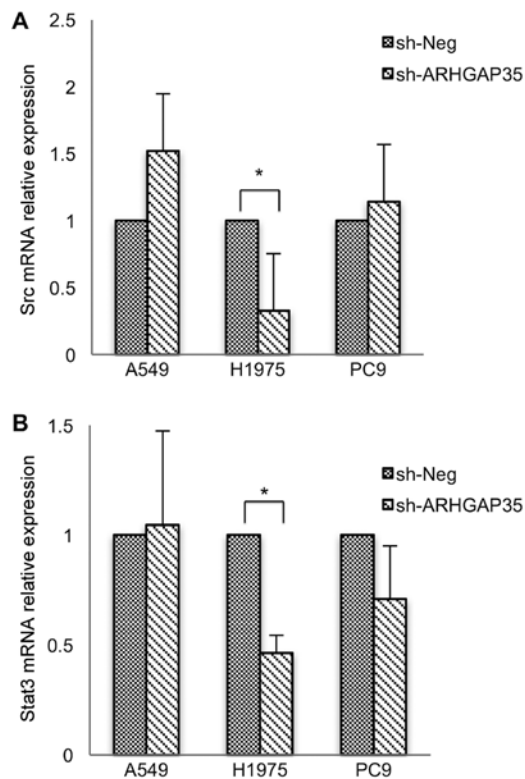 A
2.5
sh-Neg
sh-ARHGAP35
2
1.5
1
0.5
0
Src mRNA relative expression
*
A549 H1975 PC9
B
1.5
sh-Neg
sh-ARHGAP35
1
0.5
0
Stat3 mRNA relative expression
*
A549 H1975 PC9